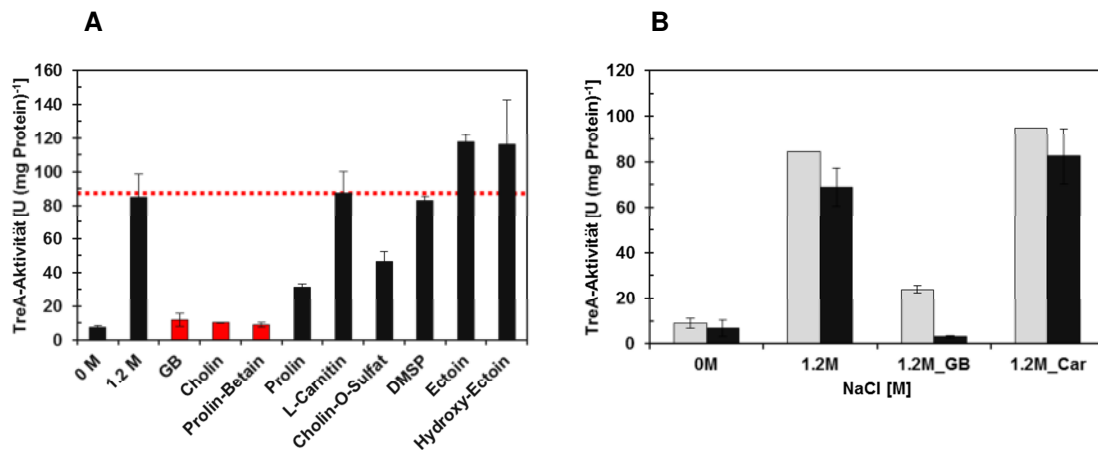 A
TreA-Aktivität [U (mg Protein)-1]
160
140
120
100
80
60
40
20
0
0 M
1.2 M
GB
Cholin
Prolin-Betain
Prolin
L-Carnitin
Cholin-O-Sulfat
DMSP
Ectoin
Hydroxy-Ectoin
B
TreA-Aktivität [U (mg Protein)-1]
120
100
80
60
40
20
0
0M
1.2M
1.2M_GB
1.2M_Car
NaCl [M]